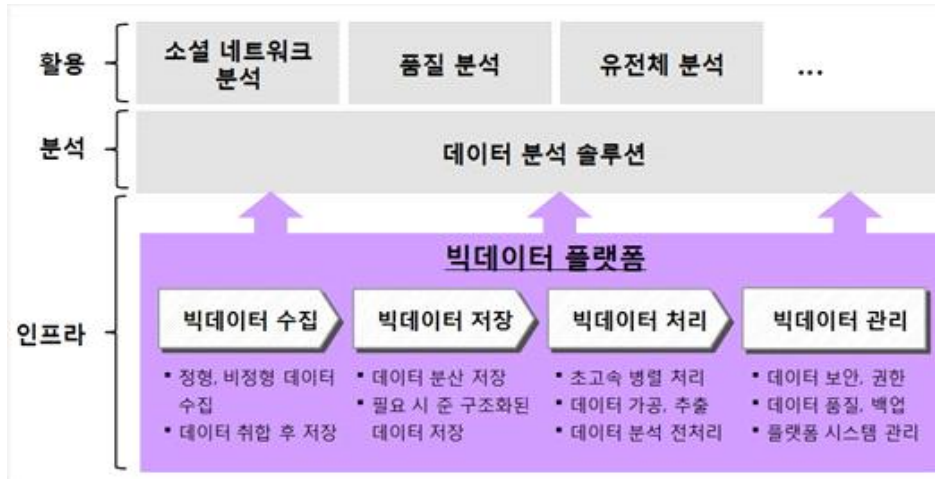 활용
소셜 네트워크
분석
품질 분석
유전체 분석
...
분석
데이터 분석 솔루션
인프라
빅데이터 플랫폼
빅데이터 수집
빅데이터 저장
빅데이터 처리
빅데이터 관리
▪ 정형, 비정형 데이터
수집
▪ 데이터 취합 후 저장
▪ 데이터 분산 저장
▪ 필요 시 준 구조화된
데이터 저장
▪ 초고속 병렬 처리
▪ 데이터 가공, 추출
▪ 데이터 분석 전처리
▪ 데이터 보안, 권한
▪ 데이터 품질, 백업
▪ 플랫폼 시스템 관리